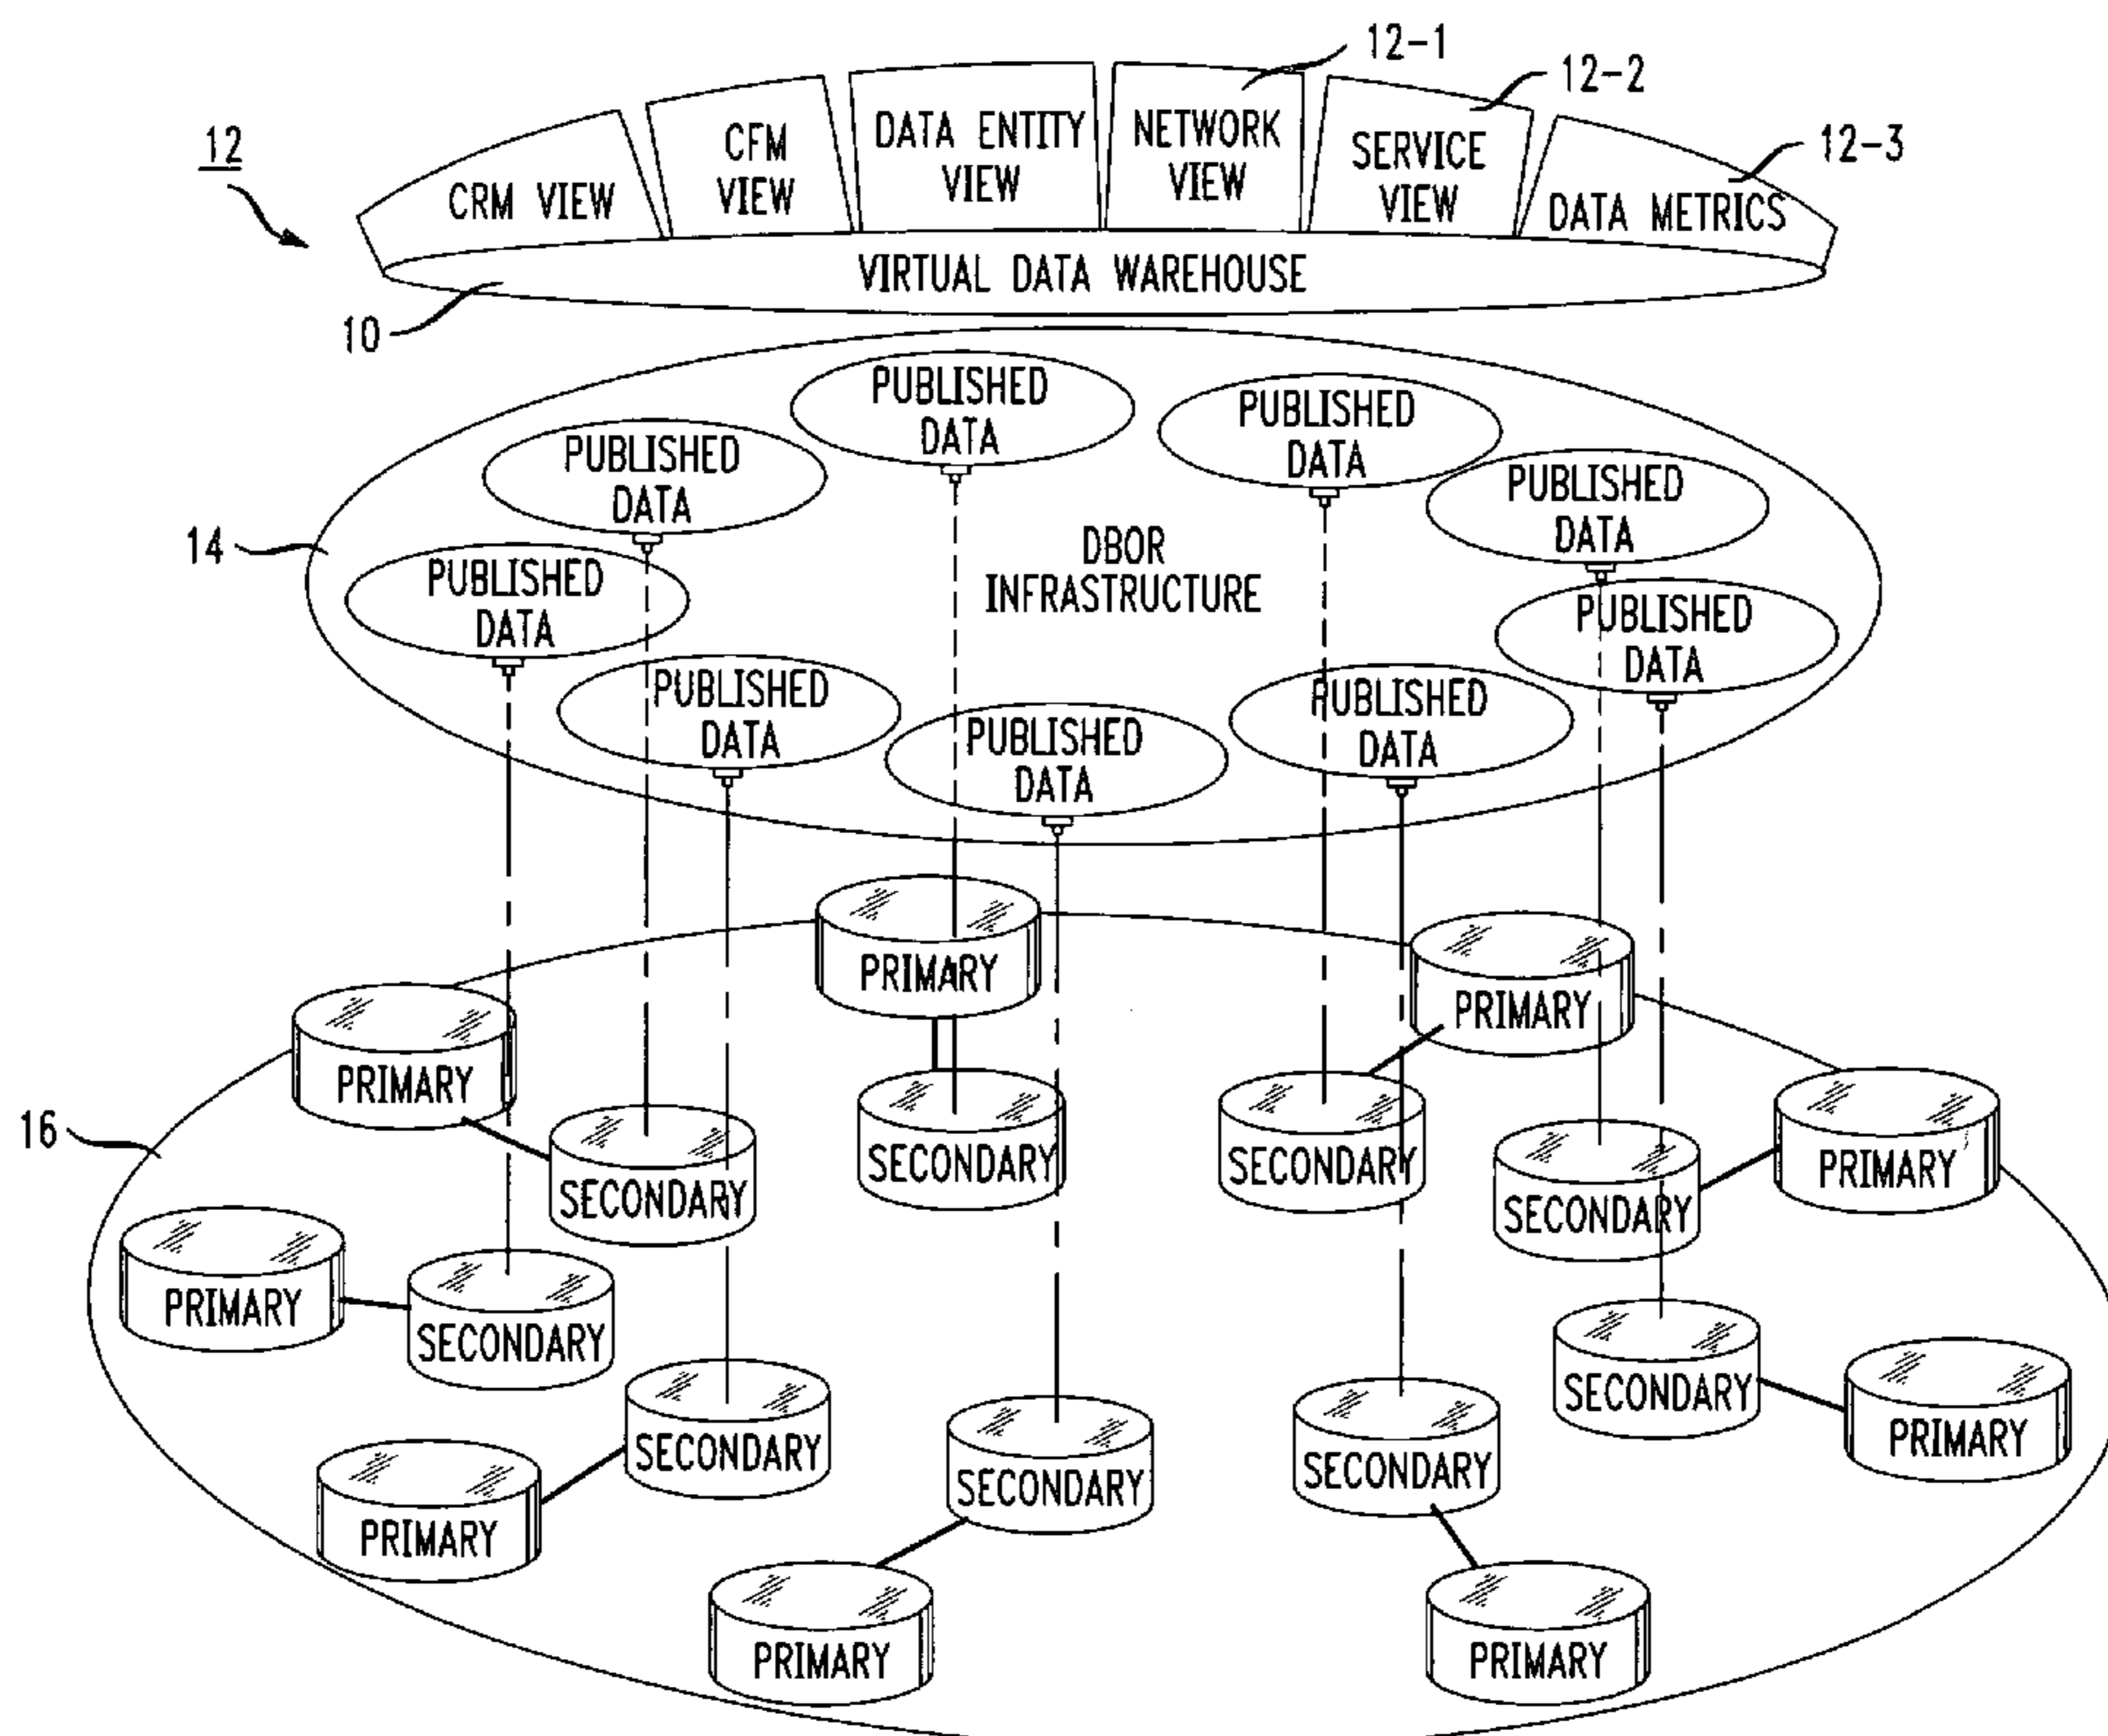 12-1
12-2
12-3
12
CRM VIEW
CFM
VIEW
DATA ENTITY
VIEW
NETWORK
VIEW
SERVICE
VIEW
DATA METRICS
VIRTUAL DATA WAREHOUSE
10
PUBLISHED
DATA
PUBLISHED
DATA
PUBLISHED
DATA
PUBLISHED
DATA
14
DBOR
INFRASTRUCTURE
PUBLISHED
DATA
PUBLISHED
DATA
PUBLISHED
DATA
PUBLISHED
DATA
PUBLISHED
DATA
PRIMARY
PRIMARY
PRIMARY
16
SECONDARY
SECONDARY
PRIMARY
SECONDARY
SECONDARY
PRIMARY
SECONDARY
SECONDARY
PRIMARY
SECONDARY
SECONDARY
SECONDARY
PRIMARY
PRIMARY
PRIMARY
PRIMARY